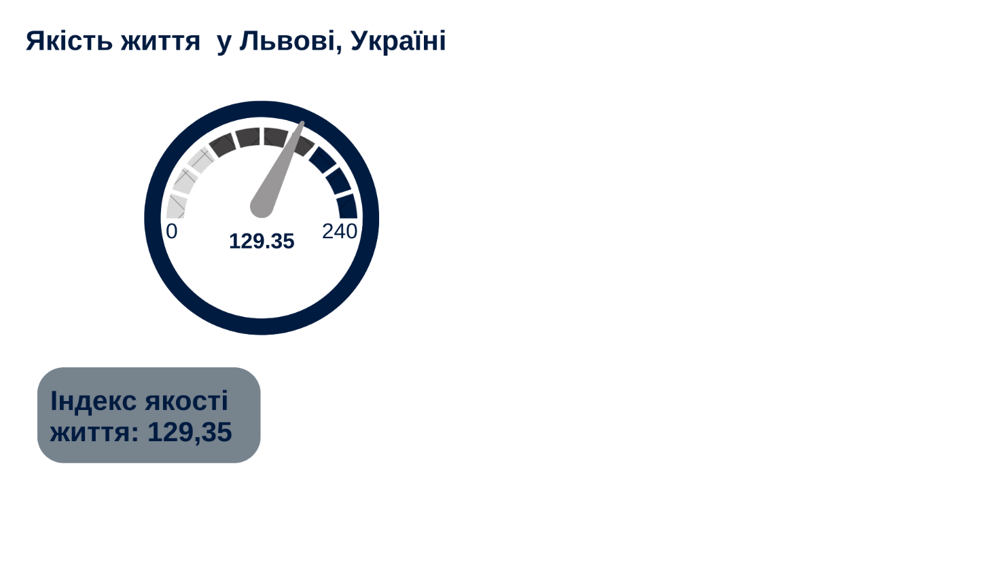 Якість життя  у Львові, Україні
0
240
129.35
Індекс якості
життя: 129,35